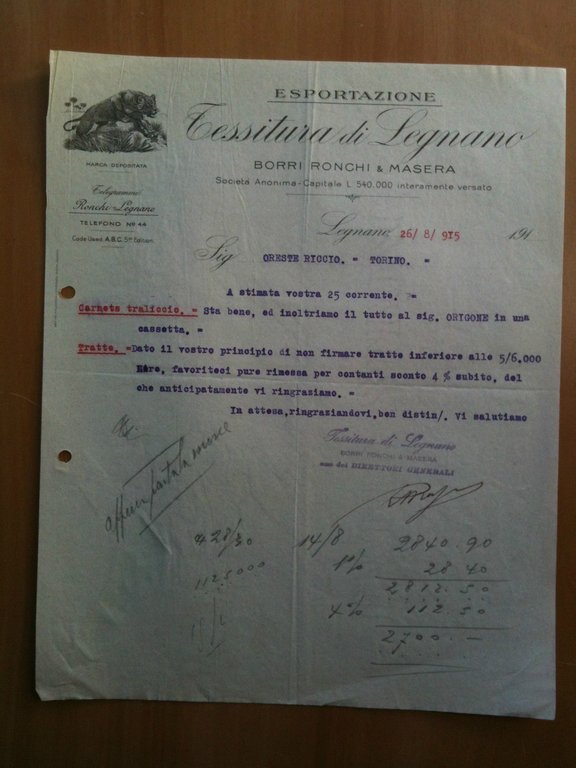 ESPORTAZIONE
Tessitura di Legnano
BORRI RONCHI & MASERA
Società Anonima - Capitale L. 540.000 interamente versato
MARCA DEPOSITATA
Telegrammi
Ronchi-Legnano
TELEFONO No 44
Code Used. A.B.C. 5th Edition.
Legnano, 26/ 8/ 915 191
Sig ORESTE RICCIO. = TORINO. =
A stimata vostra 25 corrente. =
Carnets traliccio. = Sta bene, ed inoltriamo il tutto al sig. ORIGONE in una
cassetta. =
Tratte. =Dato il vostro principio di non firmare tratte inferiore alle 5/6.000
, favoriteci pure rimessa per contanti sconto 4 % subito, del
che anticipatamente vi ringrasiamo. =
In attesa,ringrasiandovi,ben distin/. Vi salutiamo
Tessitura di Legnano
BORRI RONCHI & MASERA
uno dei DIRETTORI GENERALI
428/30 14/8 2840.90
1% 28 40
1125000 2812.50
4% 112.50
2700.-